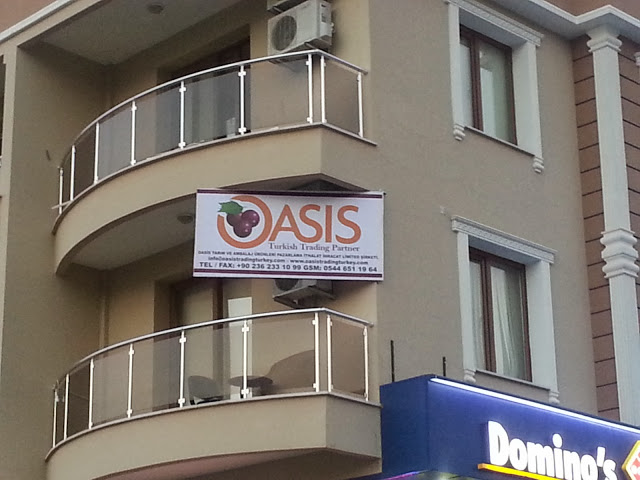 OASIS
Turkish Trading Partner
OASIS TARIM VE AMBALAJ ÜRÜNLERİ PAZARLAMA İTHALAT İHRACAT LİMİTED ŞİRKETİ.
info@oasistradingturkey.com : www.oasistradingturkey.com
TEL / FAX: +90 236 233 10 99 GSM: 0544 651 19 64
Domino's